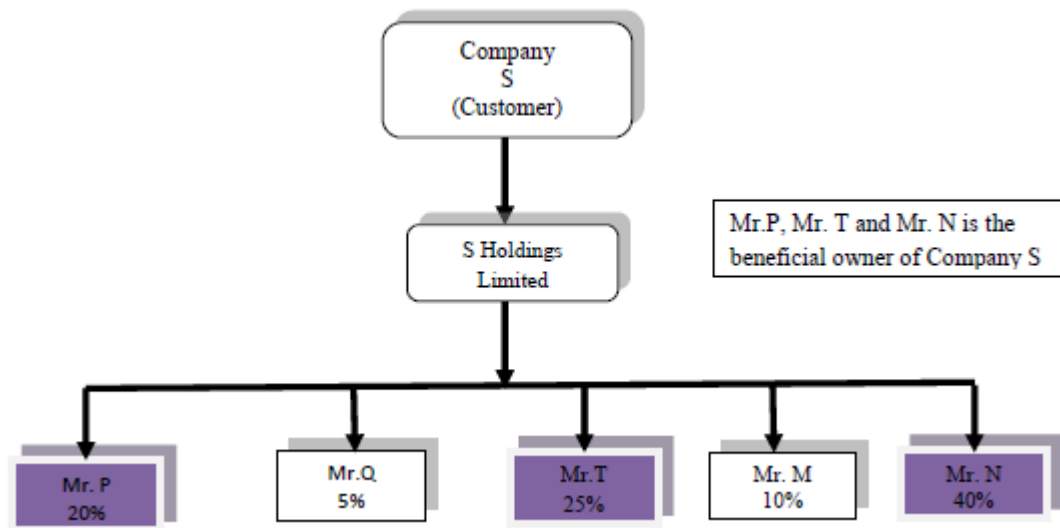 Company
S
(Customer)
S Holdings
Limited
Mr.P, Mr. T and Mr. N is the
beneficial owner of Company S
Mr. P
20%
Mr.Q
5%
Mr.T
25%
Mr. M
10%
Mr. N
40%